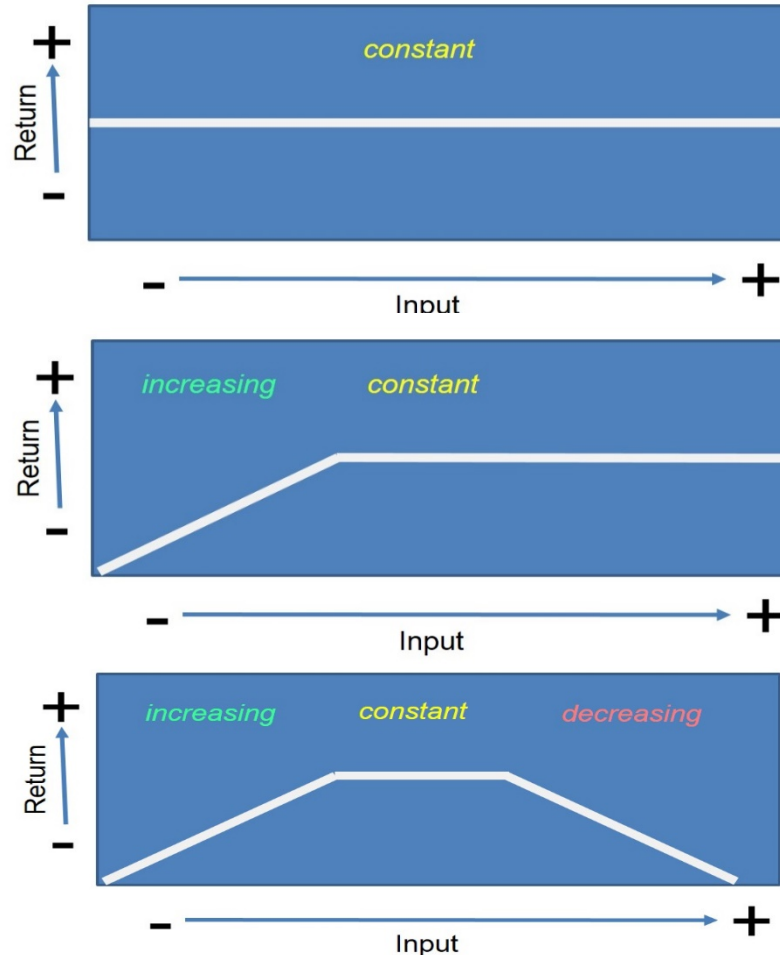 constant
+
Return
-
- +
Input
increasing constant
+
Return
-
- +
Input
increasing constant decreasing
+
Return
-
- +
Input